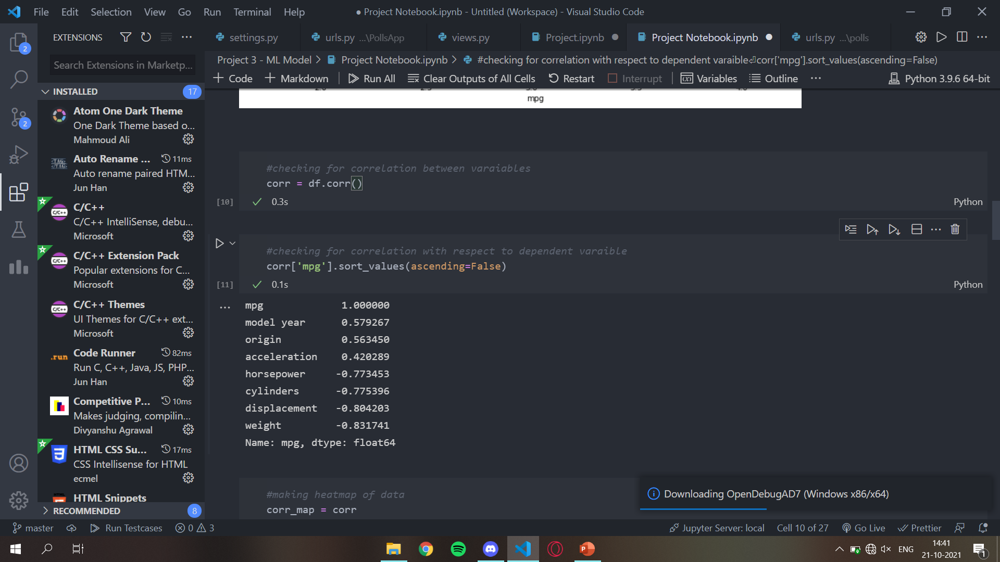 File Edit Selection View Go Run Terminal Help
● Project Notebook.ipynb - Untitled (Workspace) - Visual Studio Code
EXTENSIONS
settings.py urls.py ...\PollsApp views.py Project.ipynb Project Notebook.ipynb urls.py ...\polls
2
Search Extensions in Marketp...
Project 3 - ML Model > Project Notebook.ipynb > #checking for correlation with respect to dependent varaible⏎corr['mpg'].sort_values(ascending=False)
Code Markdown Run All Clear Outputs of All Cells Restart Interrupt Variables Outline ... Python 3.9.6 64-bit
INSTALLED 17
mpg
Atom One Dark Theme
One Dark Theme based o...
Mahmoud Ali
2
Auto Rename ... 11ms
Auto rename paired HTM...
Jun Han
C/C++
C/C++ IntelliSense, debu...
Microsoft
C/C++ Extension Pack
Popular extensions for C...
Microsoft
C/C++ Themes
UI Themes for C/C++ ext...
Microsoft
Code Runner 82ms
Run C, C++, Java, JS, PHP...
Jun Han
Competitive P... 10ms
Makes judging, compilin...
Divyanshu Agrawal
HTML CSS Su... 17ms
CSS Intellisense for HTML
ecmel
HTML Snippets
RECOMMENDED 8
#checking for correlation between varaiables
corr = df.corr()
[10] 0.3s Python
#checking for correlation with respect to dependent varaible
corr['mpg'].sort_values(ascending=False)
[11] 0.1s Python
mpg 1.000000
model year 0.579267
origin 0.563450
acceleration 0.420289
horsepower -0.773453
cylinders -0.775396
displacement -0.804203
weight -0.831741
Name: mpg, dtype: float64
#making heatmap of data
corr_map = corr
Downloading OpenDebugAD7 (Windows x86/x64)
master Run Testcases 0 3 Jupyter Server: local Cell 10 of 27 Go Live Prettier
ENG
14:41
21-10-2021
1